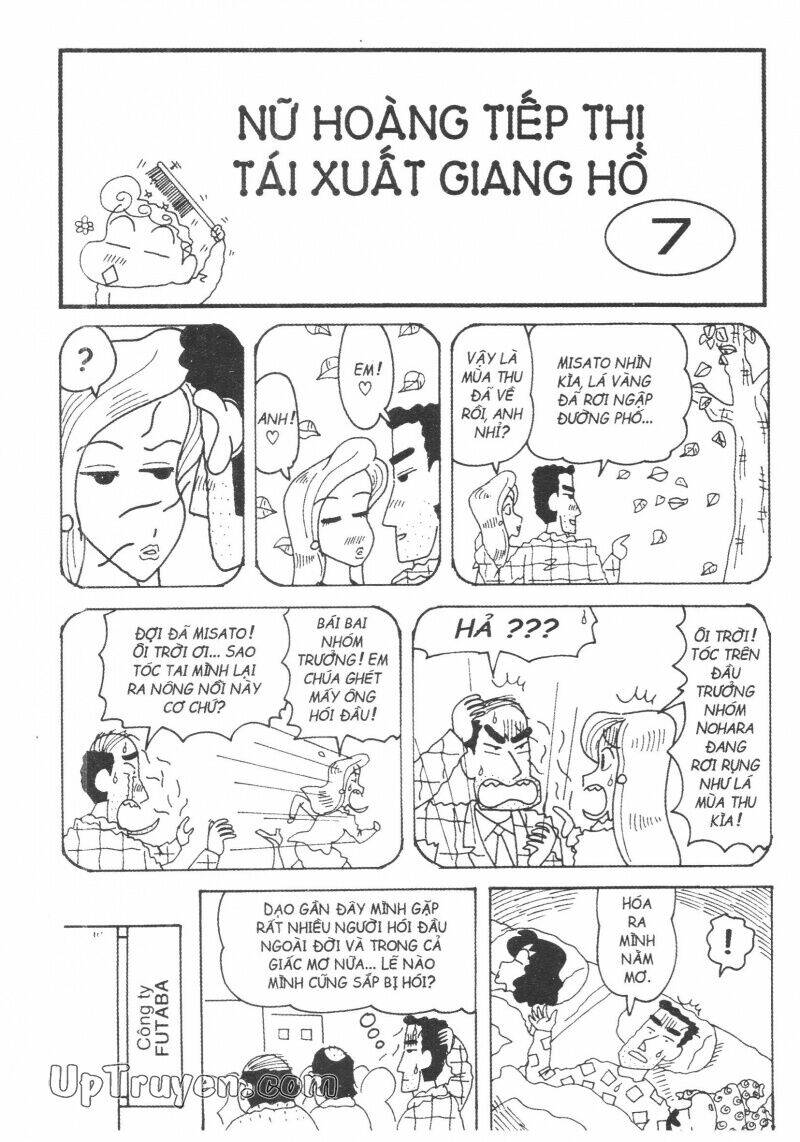 NỮ HOÀNG TIẾP THỊ
TÁI XUẤT GIANG HỒ
7
MISATO NHÌN
KÌA, LÁ VÀNG
ĐÃ RƠI NGẬP
ĐƯỜNG PHỐ...
VẬY LÀ
MÙA THU
ĐÃ VỀ
RỒI, ANH
NHỈ?
EM!
♡
ANH!
♡
?
ÔI TRỜI!
TÓC TRÊN
ĐẦU
TRƯỞNG
NHÓM
NOHARA
ĐANG
RƠI RỤNG
NHƯ LÁ
MÙA THU
KÌA!
HẢ ???
BÁI BAI
NHÓM
TRƯỞNG! EM
CHÚA GHÉT
MẤY ÔNG
HÓI ĐẦU!
ĐỢI ĐÃ MISATO!
ÔI TRỜI ƠI... SAO
TÓC TAI MÌNH LẠI
RA NÔNG NỖI NÀY
CƠ CHỨ?
!
HÓA
RA
MÌNH
NẰM
MƠ.
DẠO GẦN ĐÂY MÌNH GẶP
RẤT NHIỀU NGƯỜI HÓI ĐẦU
NGOÀI ĐỜI VÀ TRONG CẢ
GIẤC MƠ NỮA... LẼ NÀO
MÌNH CŨNG SẮP BỊ HÓI?
Công ty
FUTABA
UpTruyen.com